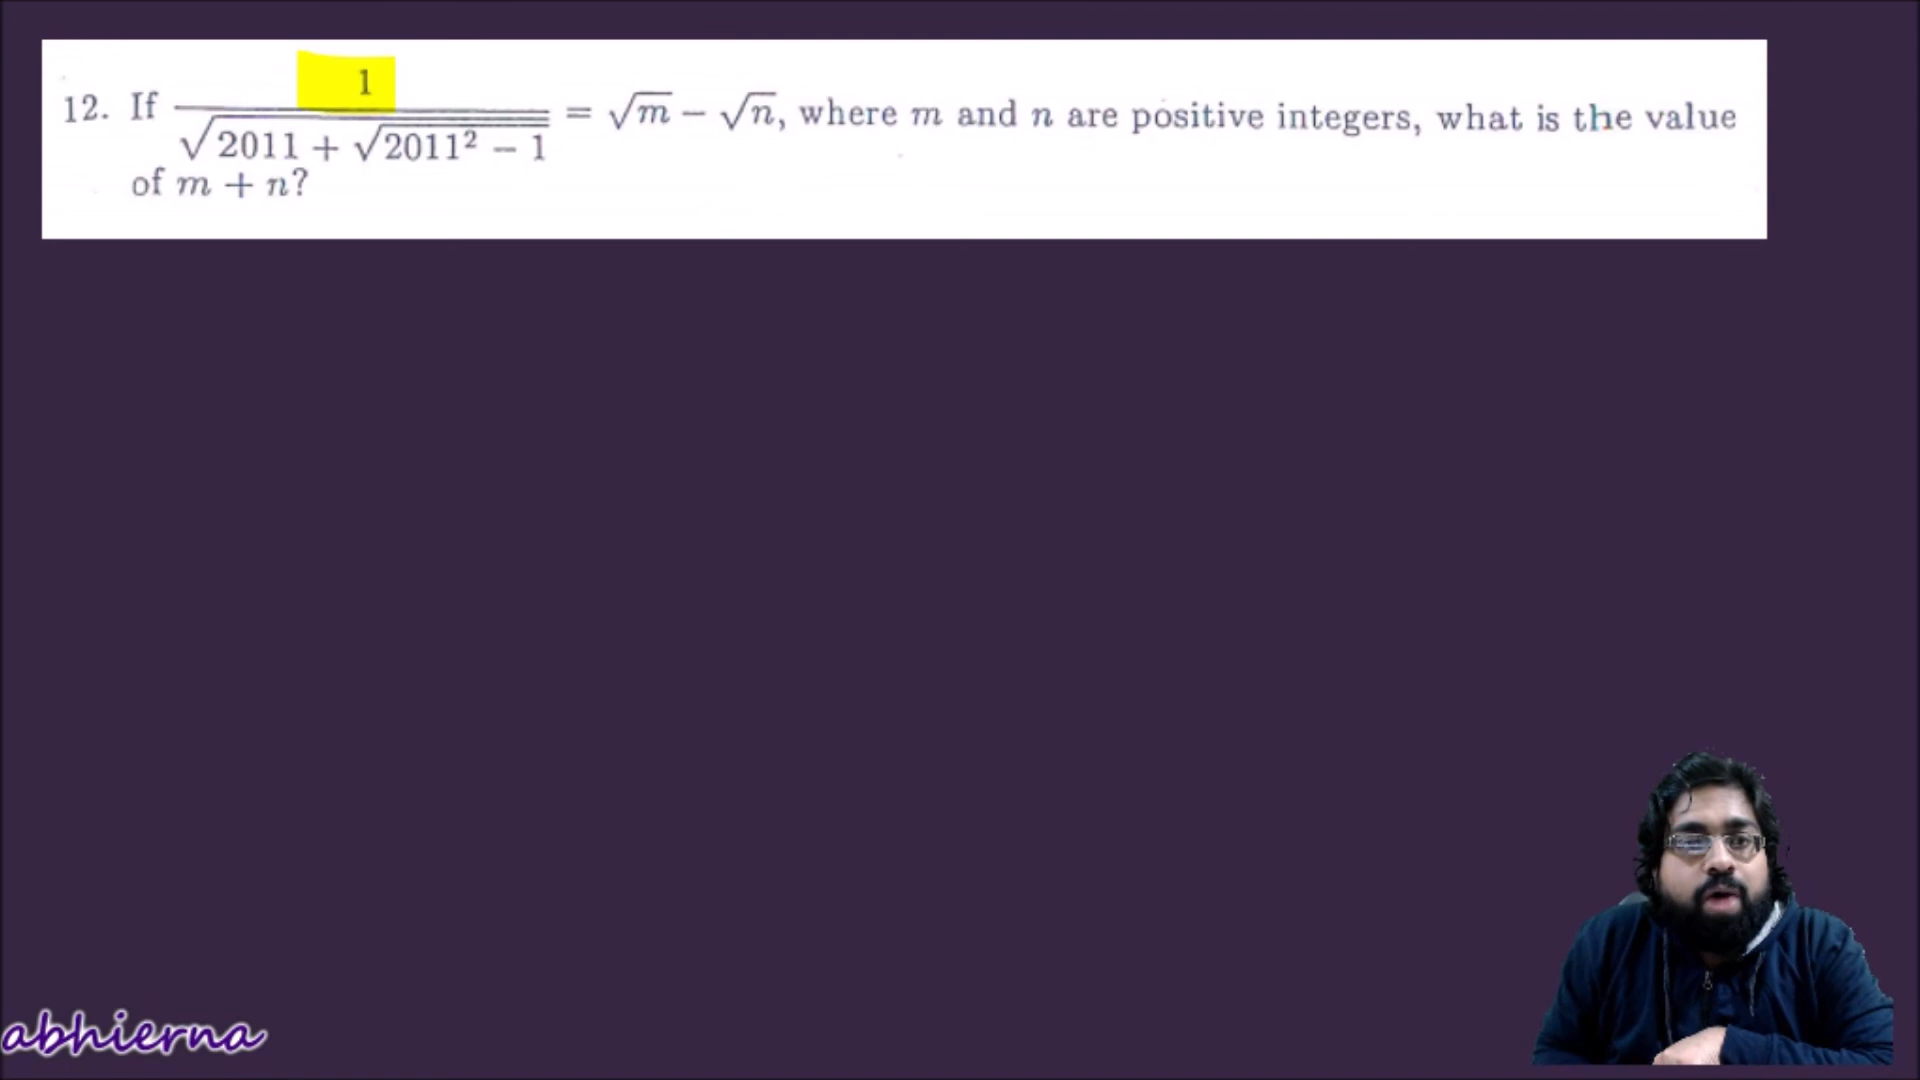 12. If 1/√(2011 + √(2011² − 1)) = √m − √n, where m and n are positive integers, what is the value
of m + n?
abhierna